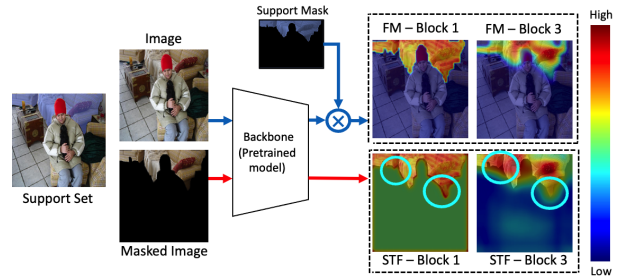 Support Mask
Image
FM – Block 1
FM – Block 3
High
Backbone
(Pretrained
model)
Support Set
Masked Image
STF – Block 1
STF – Block 3
Low